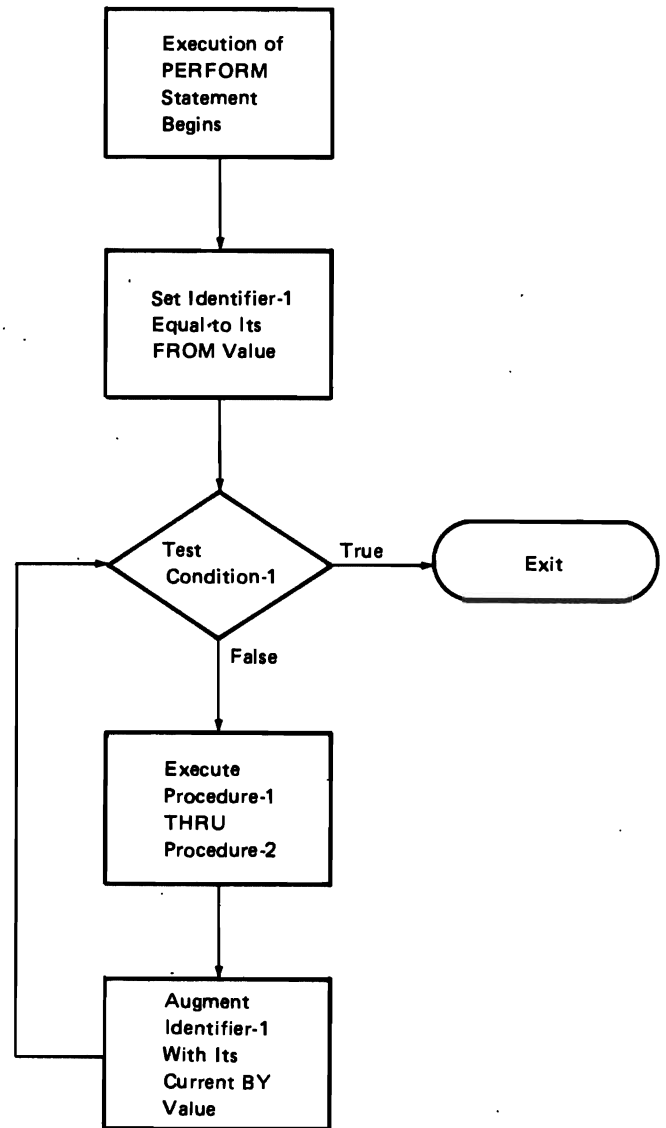 Execution of
PERFORM
Statement
Begins
Set Identifier-1
Equal to Its
FROM Value
Test
Condition-1
True
Exit
False
Execute
Procedure-1
THRU
Procedure-2
Augment
Identifier-1
With Its
Current BY
Value